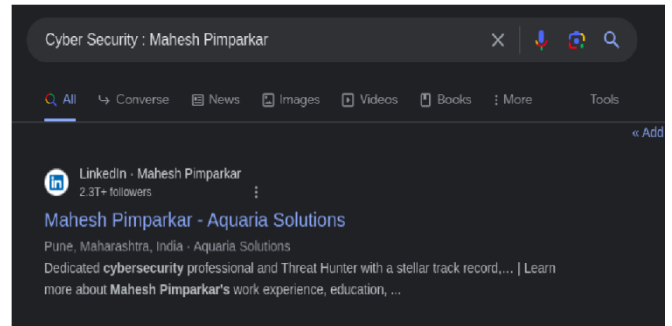 Cyber Security : Mahesh Pimparkar
All Converse News Images Videos Books More Tools
« Add
in LinkedIn · Mahesh Pimparkar
2.3T+ followers
Mahesh Pimparkar - Aquaria Solutions
Pune, Maharashtra, India · Aquaria Solutions
Dedicated cybersecurity professional and Threat Hunter with a stellar track record,... | Learn
more about Mahesh Pimparkar's work experience, education, ...